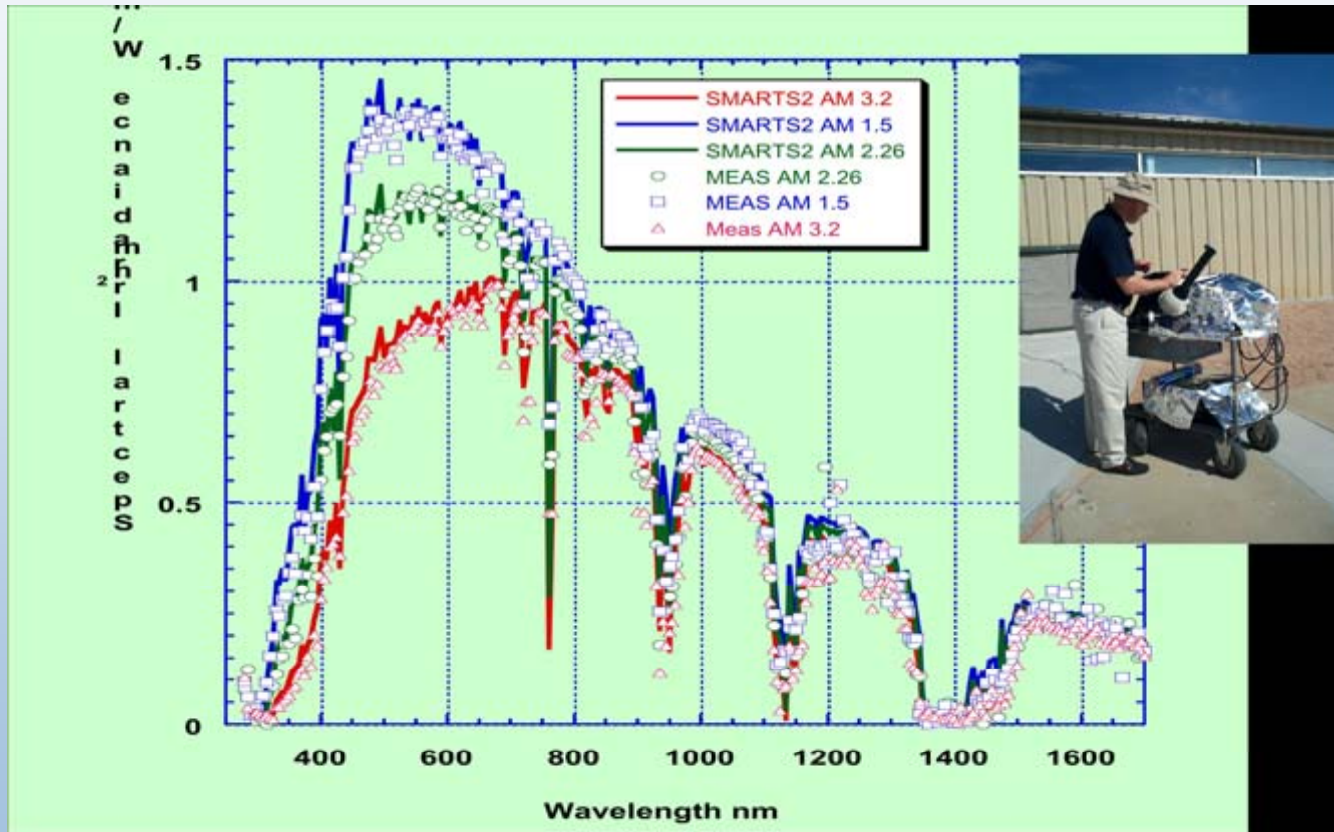 /W
lartcepS
2
1.5
1
0.5
0
SMARTS2 AM 3.2
SMARTS2 AM 1.5
SMARTS2 AM 2.26
MEAS AM 2.26
MEAS AM 1.5
Meas AM 3.2
400 600 800 1000 1200 1400 1600
Wavelength nm